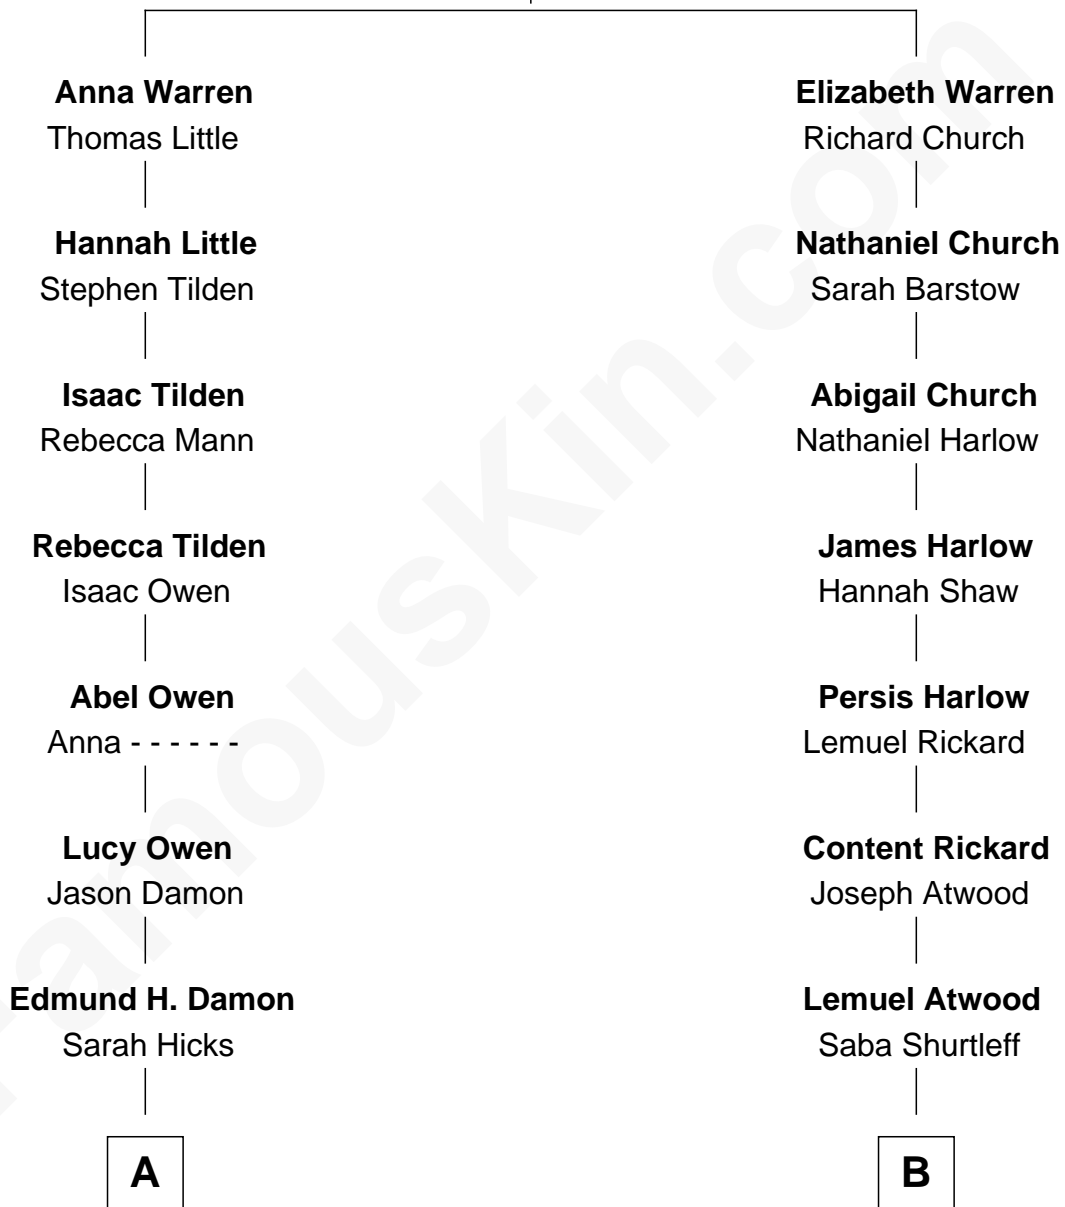 Anna Warren
Thomas Little
Hannah Little
Stephen Tilden
Isaac Tilden
Rebecca Mann
Rebecca Tilden
Isaac Owen
Abel Owen
Anna - - - - - -
Lucy Owen
Jason Damon
Edmund H. Damon
Sarah Hicks
A
Elizabeth Warren
Richard Church
Nathaniel Church
Sarah Barstow
Abigail Church
Nathaniel Harlow
James Harlow
Hannah Shaw
Persis Harlow
Lemuel Rickard
Content Rickard
Joseph Atwood
Lemuel Atwood
Saba Shurtleff
B
FamousKin.com